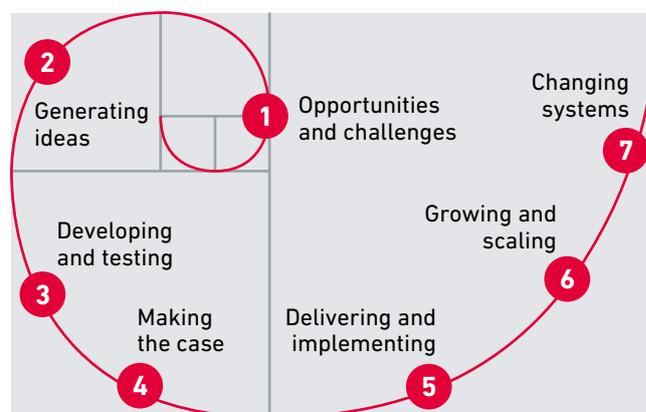 1
Opportunities
and challenges
2
Generating
ideas
3
Developing
and testing
4
Making
the case
5
Delivering and
implementing
6
Growing and
scaling
7
Changing
systems